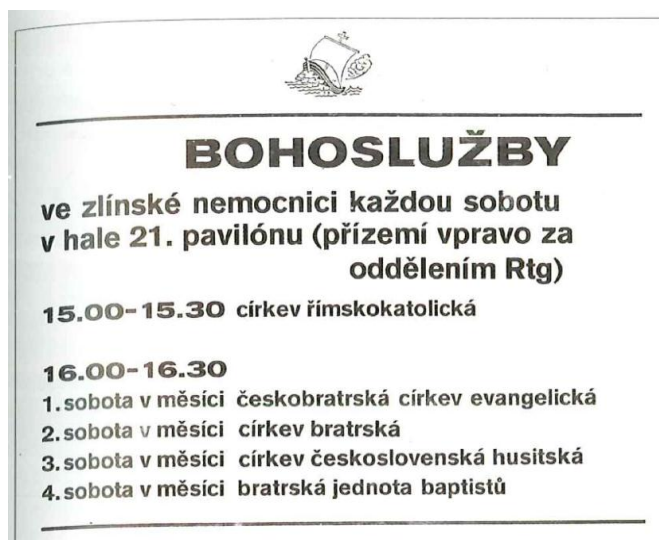 BOHOSLUŽBY
ve zlínské nemocnici každou sobotu
v hale 21. pavilónu (přízemí vpravo za
oddělením Rtg)
15.00-15.30 církev římskokatolická
16.00-16.30
1. sobota v měsíci českobratrská církev evangelická
2. sobota v měsíci církev bratrská
3. sobota v měsíci církev československá husitská
4. sobota v měsíci bratrská jednota baptistů